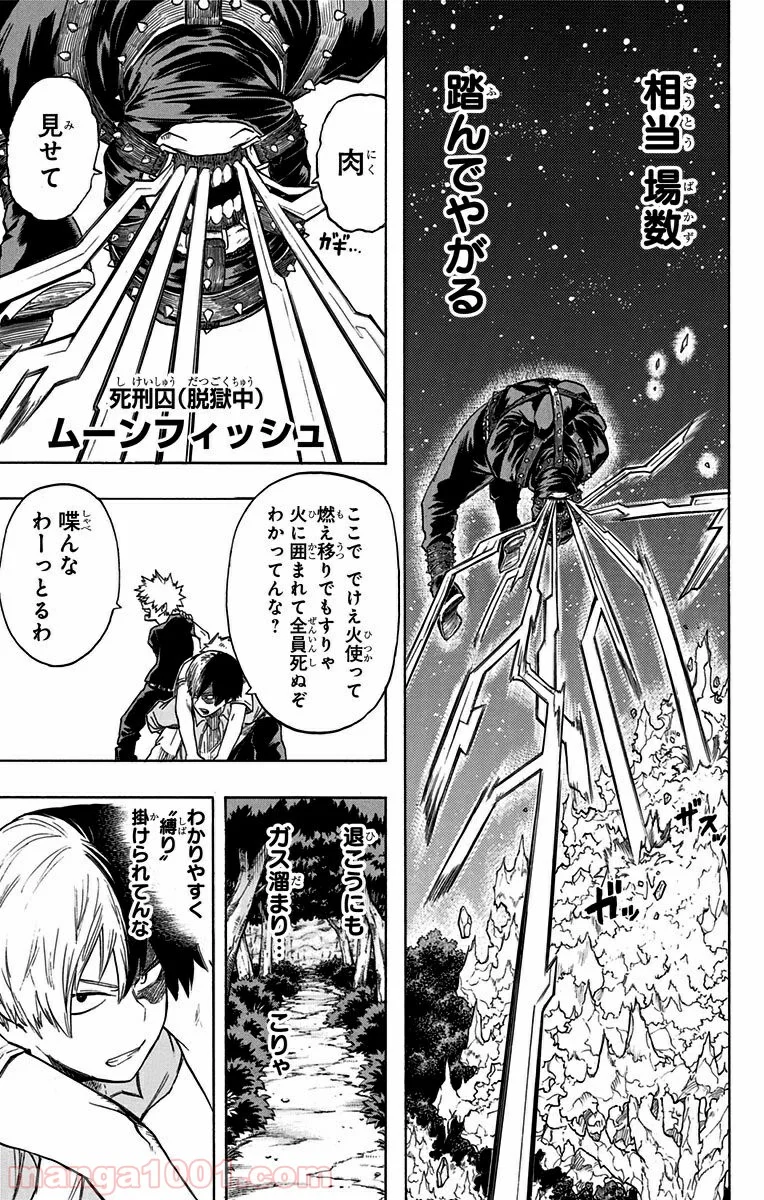 相当 場数
踏んでやがる
ザスッ
ガッ
肉
見せて
ガギ…
死刑囚(脱獄中)
ムーンフィッシュ
ここで でけえ火使って
燃え移りでもすりゃ
火に囲まれて全員死ぬぞ
わかってんな?
喋んな
わーっとるわ
退こうにも
ガス溜まり…
こりゃ
わかりやすく
〝縛り〟
掛けられてんな
manga1001.com